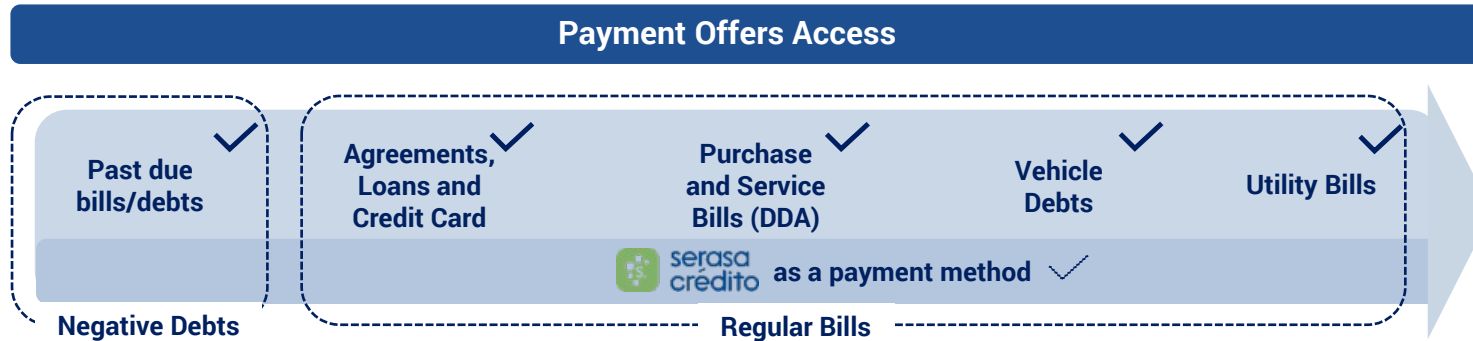 Payment Offers Access
Past due
bills/debts
Agreements,
Loans and
Credit Card
Purchase
and Service
Bills (DDA)
Vehicle
Debts
Utility Bills
serasa
crédito
as a payment method
Negative Debts
Regular Bills